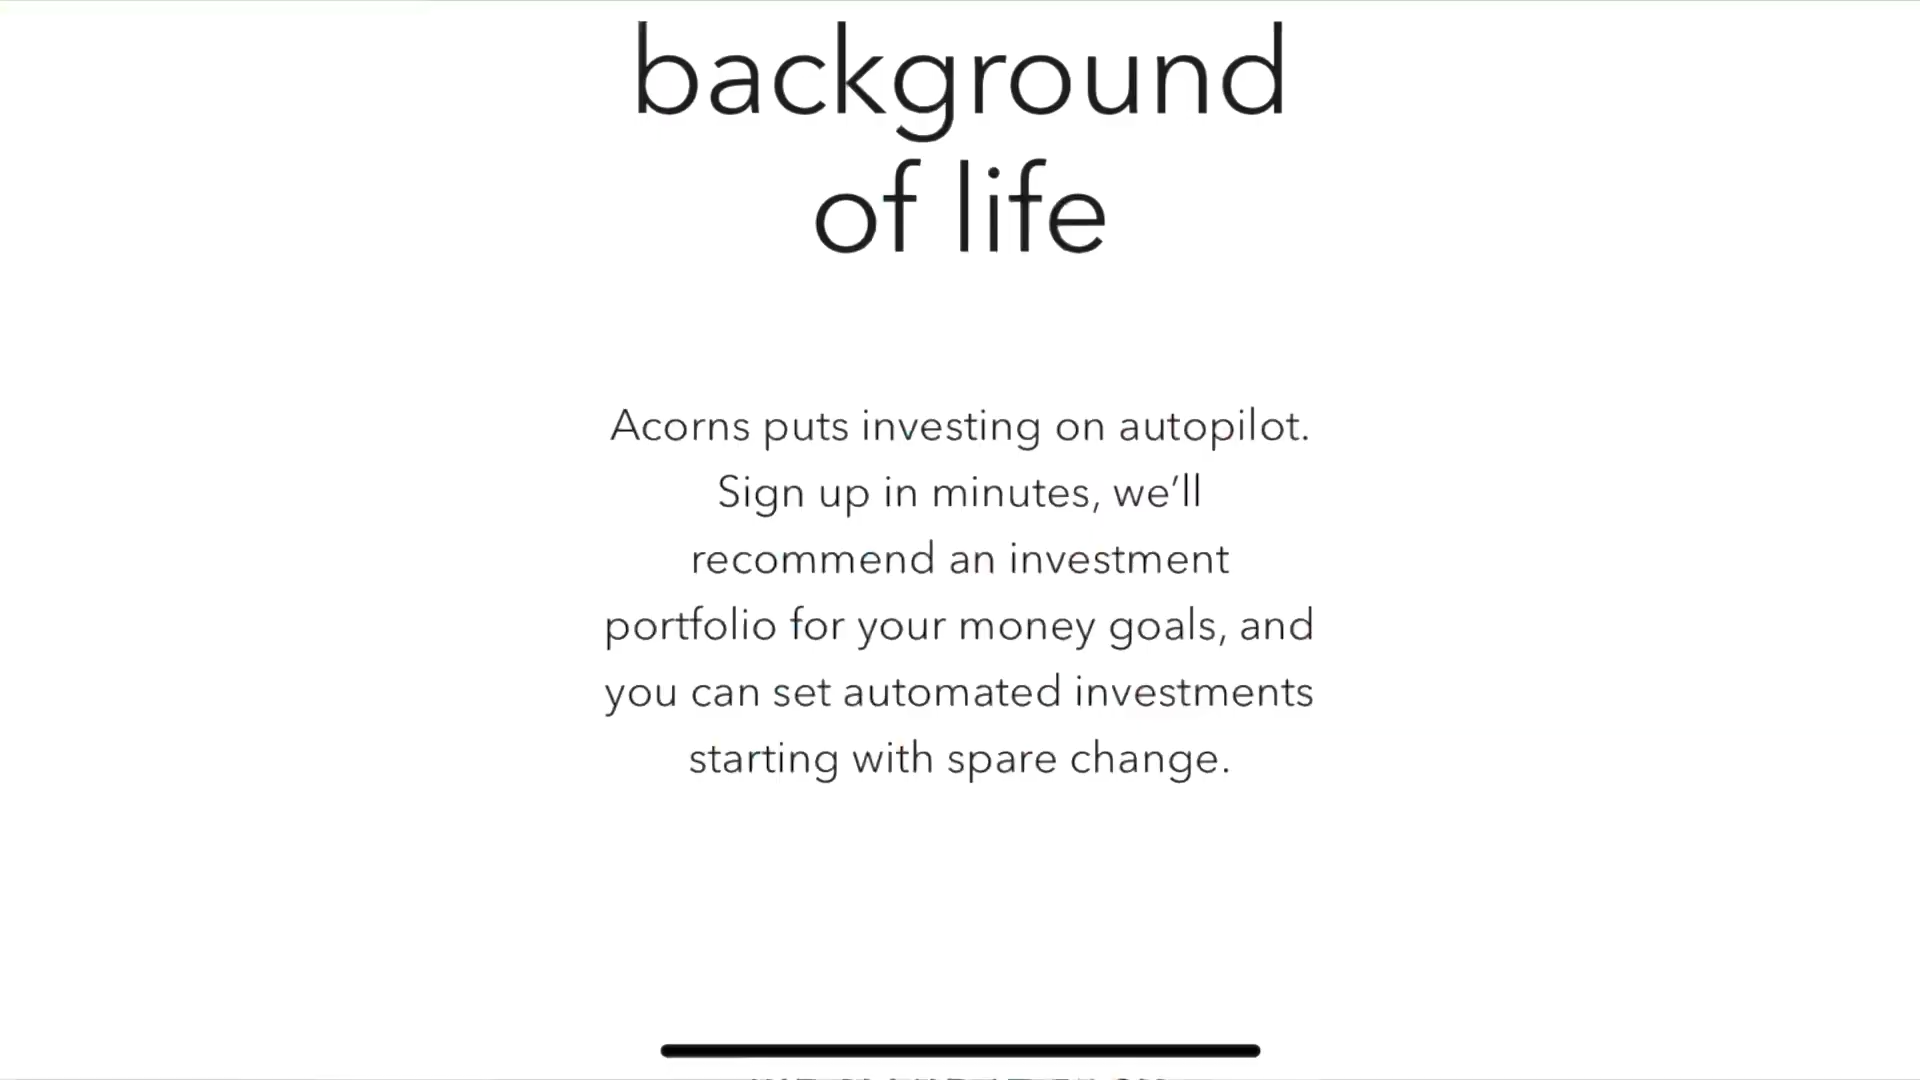 background
of life
Acorns puts investing on autopilot.
Sign up in minutes, we’ll
recommend an investment
portfolio for your money goals, and
you can set automated investments
starting with spare change.